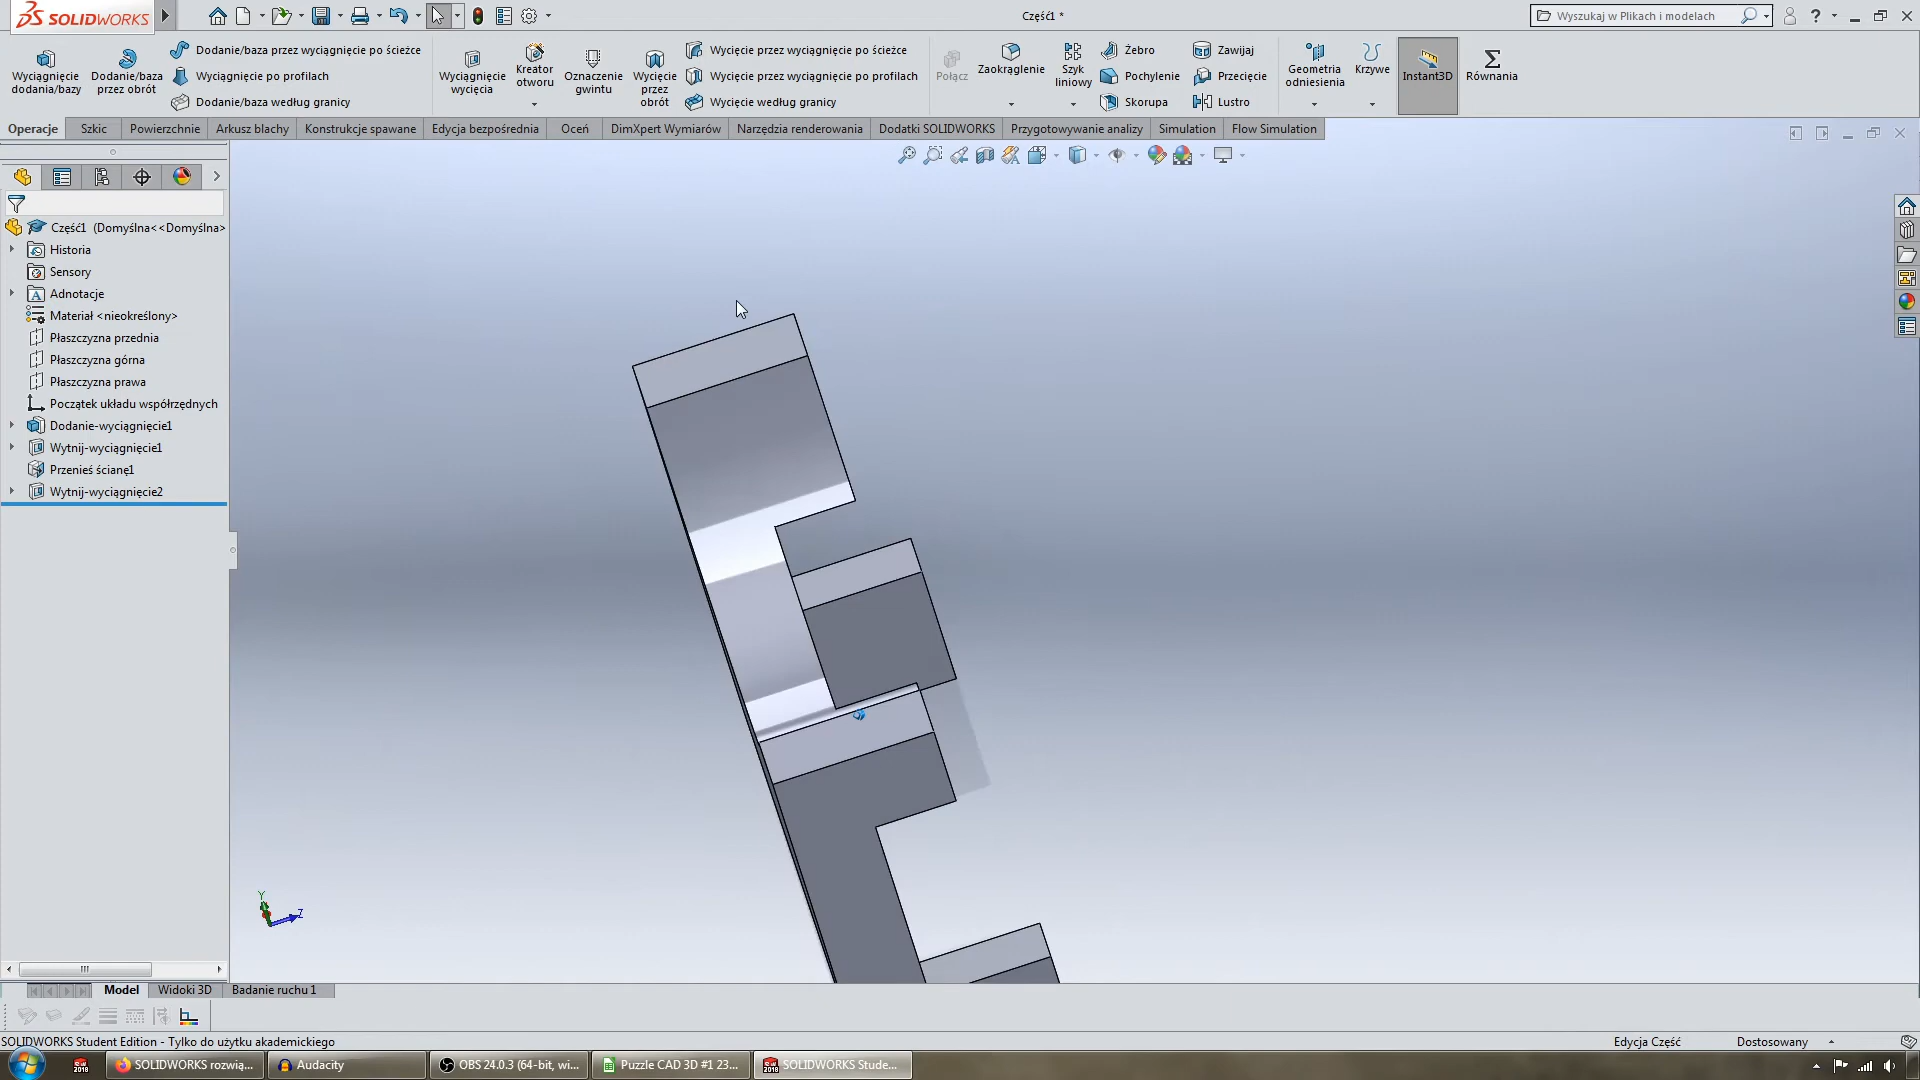 SOLIDWORKS
Część1 *
Wyszukaj w Plikach i modelach
?
Wyciągnięcie dodania/bazy
Dodanie/baza przez obrót
Dodanie/baza przez wyciągnięcie po ścieżce
Wyciągnięcie po profilach
Dodanie/baza według granicy
Wyciągnięcie wycięcia
Kreator otworu
Oznaczenie gwintu
Wycięcie przez obrót
Wycięcie przez wyciągnięcie po ścieżce
Wycięcie przez wyciągnięcie po profilach
Wycięcie według granicy
Połącz
Zaokrąglenie
Szyk liniowy
Żebro
Pochylenie
Skorupa
Zawijaj
Przecięcie
Lustro
Geometria odniesienia
Krzywe
Instant3D
Równania
Operacje
Szkic
Powierzchnie
Arkusz blachy
Konstrukcje spawane
Edycja bezpośrednia
Oceń
DimXpert Wymiarów
Narzędzia renderowania
Dodatki SOLIDWORKS
Przygotowywanie analizy
Simulation
Flow Simulation
Część1 (Domyślna<<Domyślna>
Historia
Sensory
Adnotacje
Materiał <nieokreślony>
Płaszczyzna przednia
Płaszczyzna górna
Płaszczyzna prawa
Początek układu współrzędnych
Dodanie-wyciągnięcie1
Wytnij-wyciągnięcie1
Przenieś ścianę1
Wytnij-wyciągnięcie2
Y
Z
Model
Widoki 3D
Badanie ruchu 1
SOLIDWORKS Student Edition - Tylko do użytku akademickiego
Edycja Część
Dostosowany
2018
SOLIDWORKS rozwią...
Audacity
OBS 24.0.3 (64-bit, wi...
Puzzle CAD 3D #1 23...
2018
SOLIDWORKS Stude...